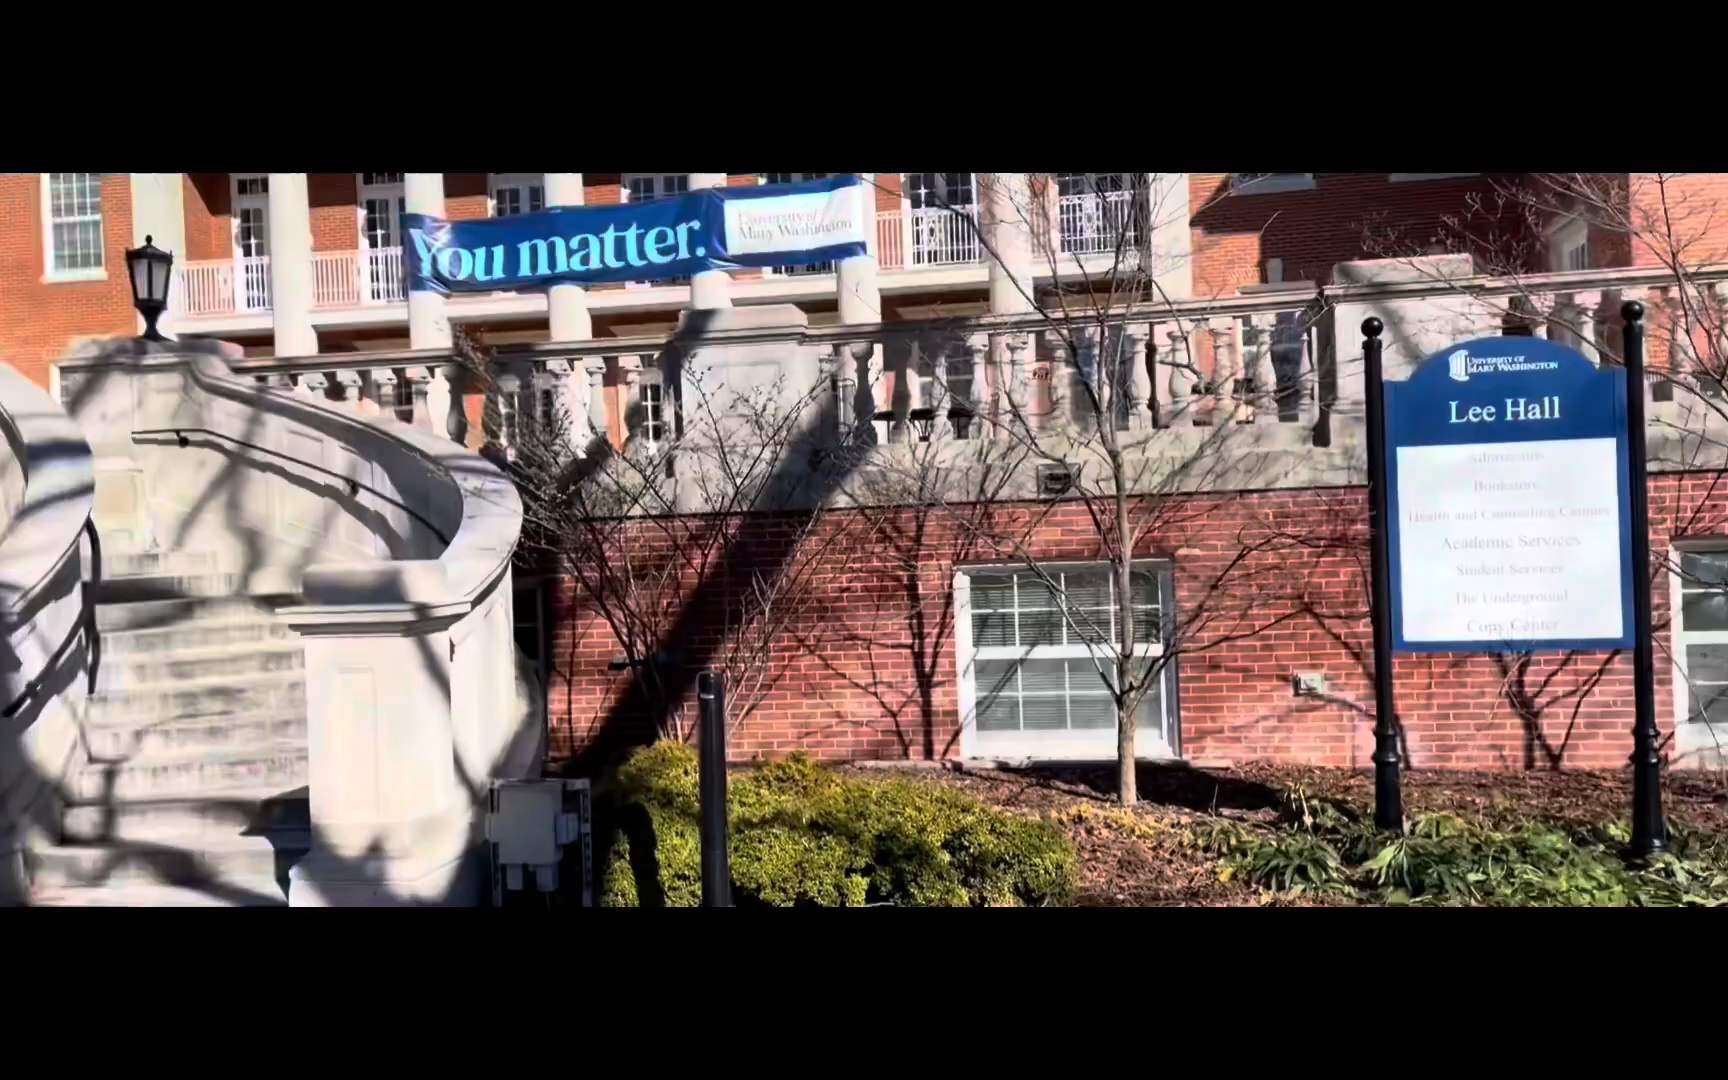 You matter.
University of
Mary Washington
UNIVERSITY OF
MARY WASHINGTON
Lee Hall
Admissions
Bookstore
Health and Counseling Centers
Academic Services
Student Services
The Underground
Copy Center